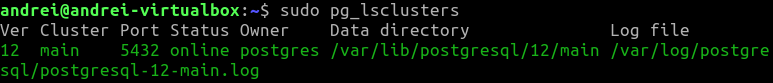 andrei@andrei-virtualbox:~$ sudo pg_lsclusters
Ver Cluster Port Status Owner    Data directory              Log file
12  main    5432 online postgres /var/lib/postgresql/12/main /var/log/postgre
sql/postgresql-12-main.log